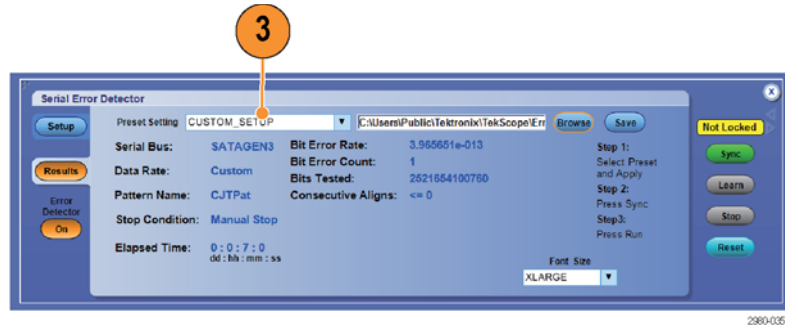 3
Serial Error Detector
Setup
Preset Setting CUSTOM_SETUP C:\Users\Public\Tektronix\TekScope\Err Browse Save
Not Locked
Serial Bus: SATAGEN3 Bit Error Rate: 3.965651e-013 Step 1:
Sync
Results
Data Rate: Custom Bit Error Count: 1 Select Preset
Bits Tested: 2521654100760 and Apply
Learn
Pattern Name: CJTPat Consecutive Aligns: <= 0 Step 2:
Error
Detector
On
Press Sync
Stop Condition: Manual Stop Step3:
Stop
Press Run
Elapsed Time: 0 : 0 : 7 : 0
dd : hh : mm : ss
Reset
Font Size
XLARGE
2980-035